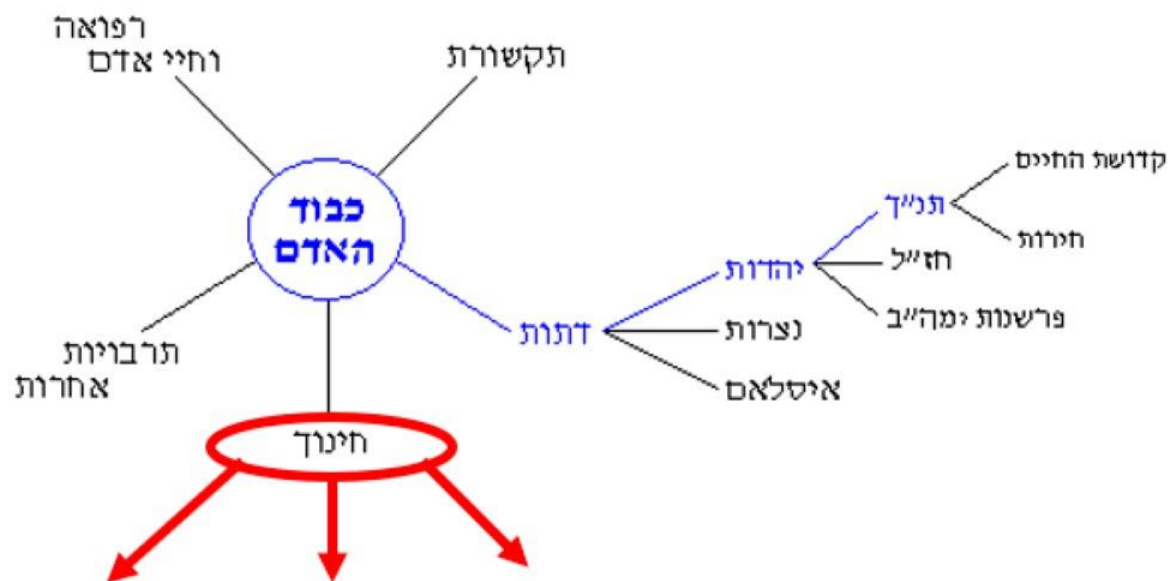 רפואה
וחיי אדם
תקשורת
כבוד
האדם
תרבויות
אחרות
חינוך
דתות
יהדות
נצרות
איסלאם
תנ״ך
חז״ל
פרשנות ימה״ב
קדושת החיים
חירות